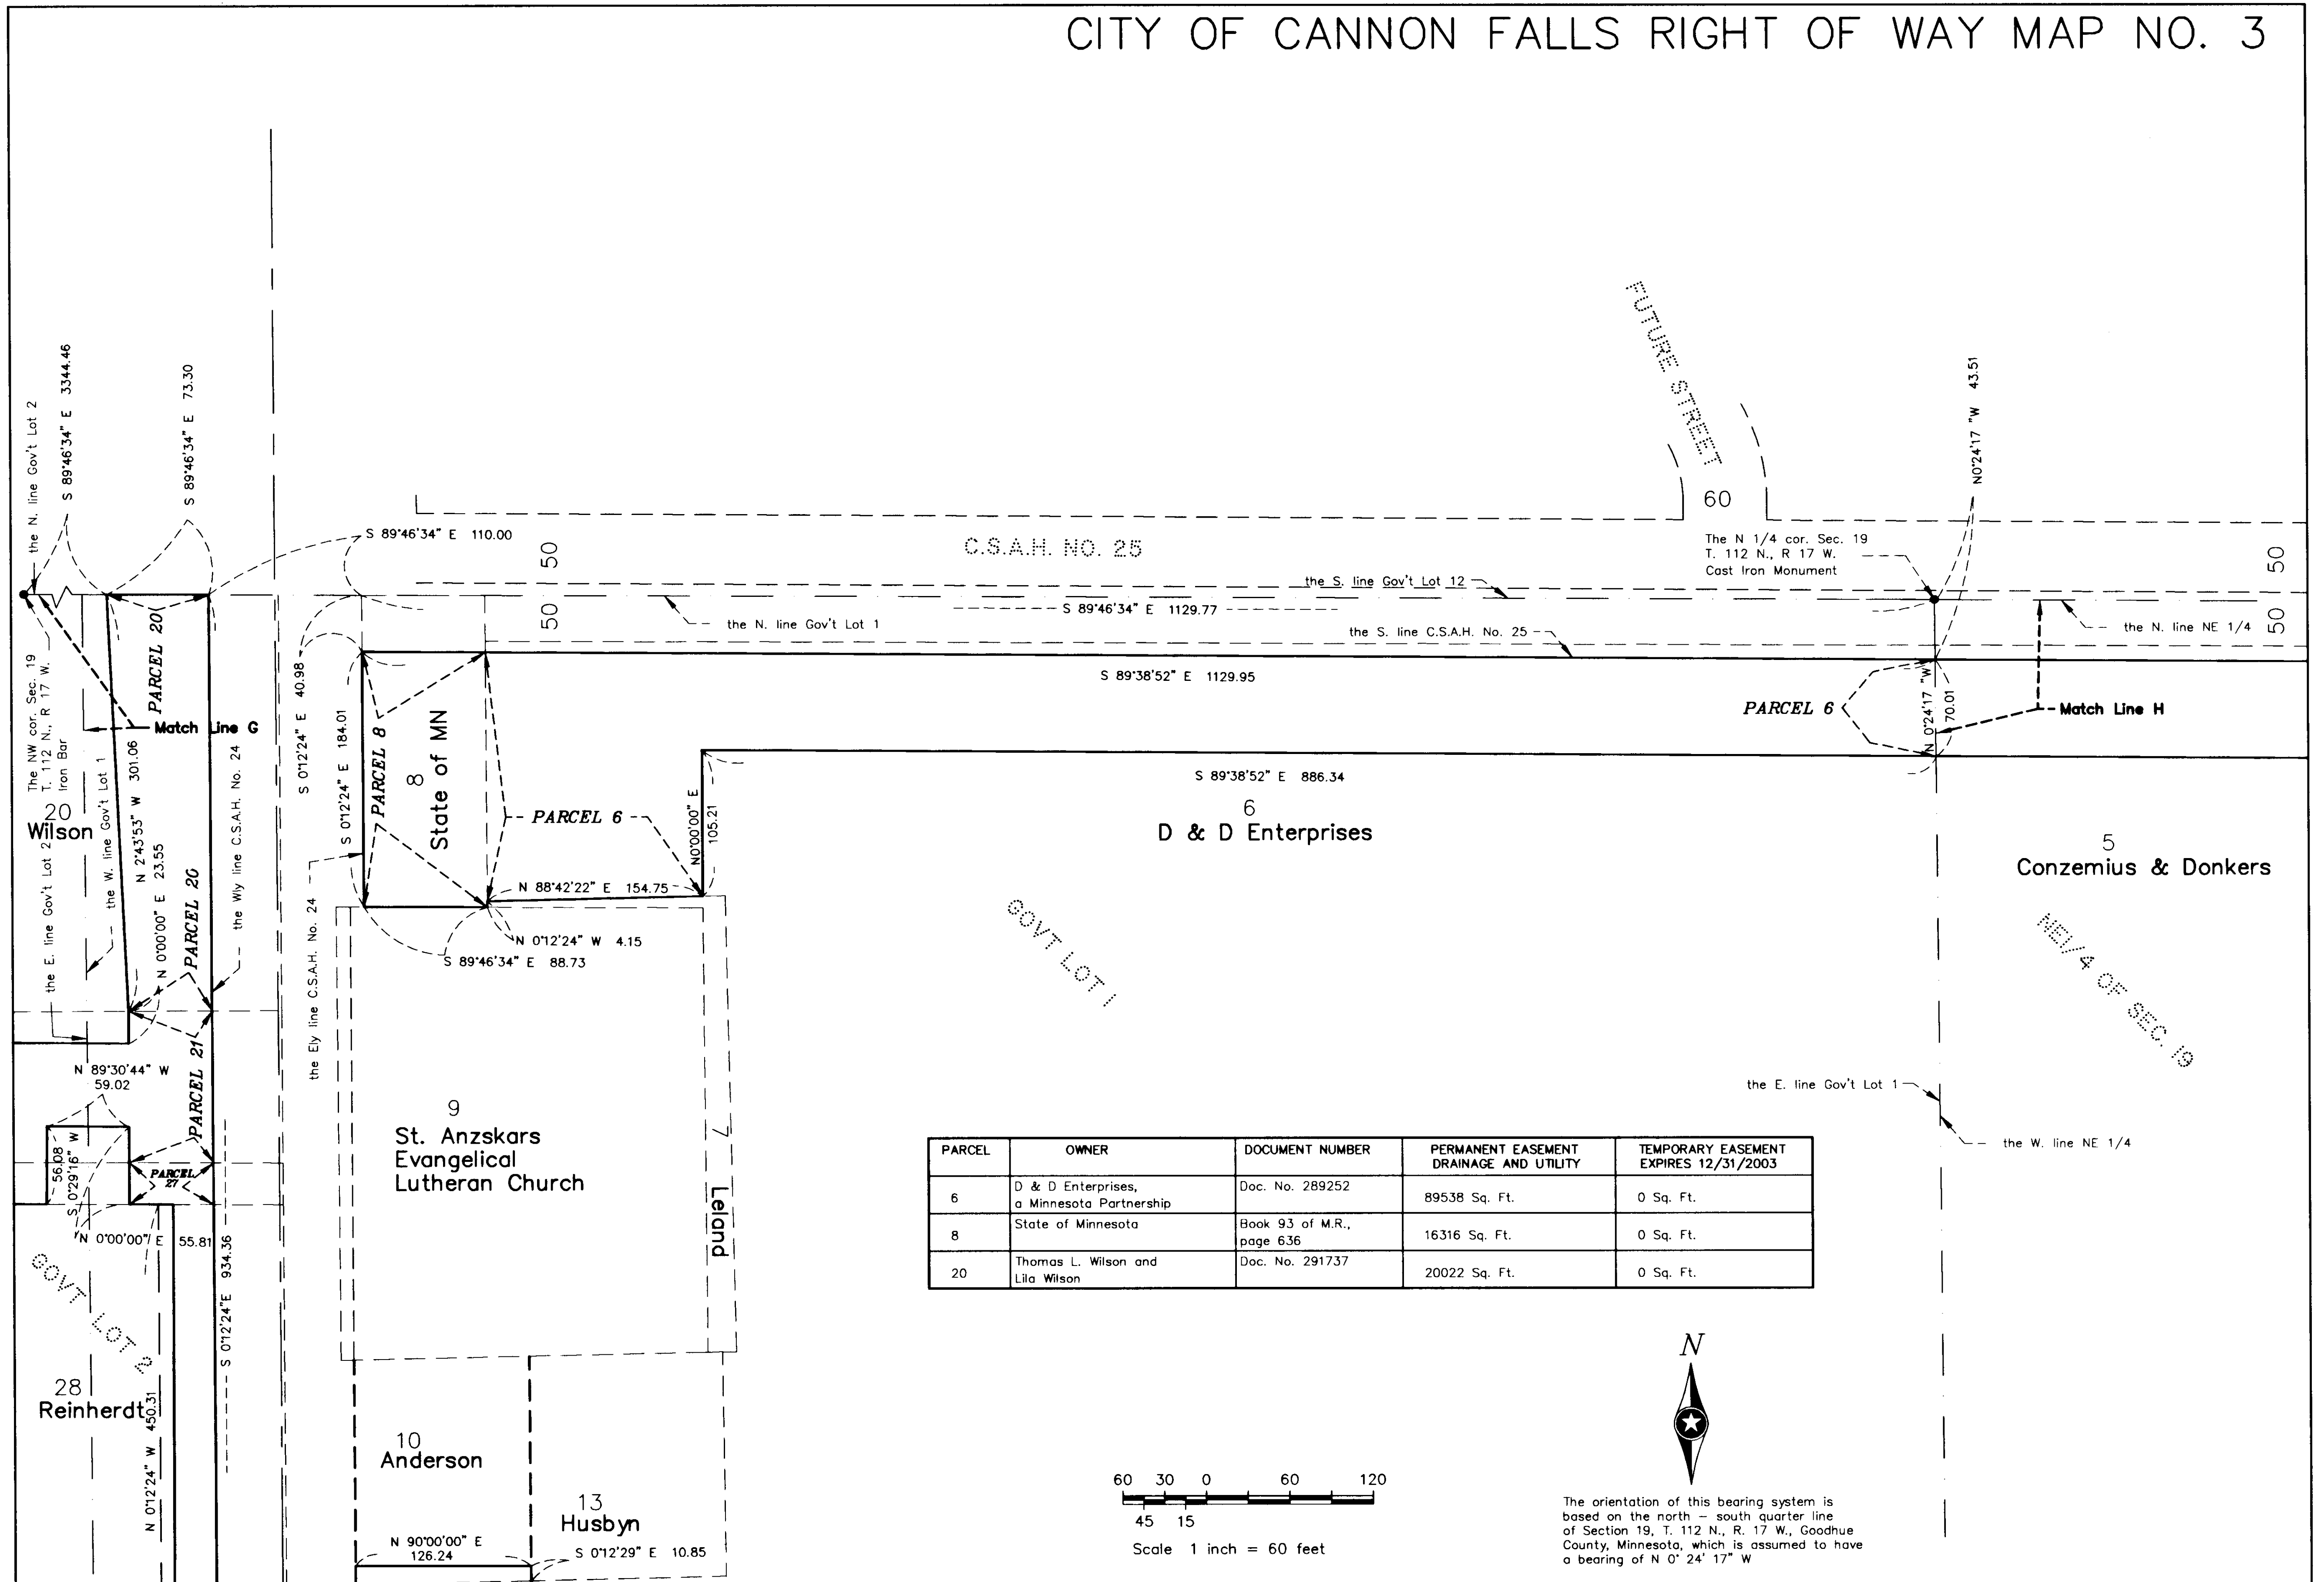 CITY OF CANNON FALLS RIGHT OF WAY MAP NO. 3
the N. line Gov't Lot 2
S 89°46'34" E 3344.46
S 89°46'34" E 73.30
S 89°46'34" E 110.00
50
50
C.S.A.H. NO. 25
FUTURE STREET
60
The N 1/4 cor. Sec. 19
T. 112 N., R 17 W.
Cast Iron Monument
N0°24'17 "W 43.51
50
50
the S. line Gov't Lot 12
S 89°46'34" E 1129.77
the N. line Gov't Lot 1
the S. line C.S.A.H. No. 25
the N. line NE 1/4
S 89°38'52" E 1129.95
PARCEL 6
N 0°24'17 "W
70.01
Match Line H
S 89°38'52" E 886.34
6
D & D Enterprises
5
Conzemius & Donkers
GOVT LOT 1
NE1/4 OF SEC. 19
the E. line Gov't Lot 1
the W. line NE 1/4
The NW cor. Sec. 19
T. 112 N., R 17 W.
Iron Bar
PARCEL 20
Match Line G
20
Wilson
the E. line Gov't Lot 2
the W. line Gov't Lot 1
N 2°43'53" W 301.06
N 0°00'00" E 23.55
PARCEL 20
the Wly line C.S.A.H. No. 24
S 0°12'24" E 40.98
S 0°12'24" E 184.01
PARCEL 8
8
State of MN
PARCEL 6
N0°00'00" E
105.21
N 88°42'22" E 154.75
N 0°12'24" W 4.15
S 89°46'34" E 88.73
the Ely line C.S.A.H. No. 24
PARCEL 21
N 89°30'44" W
59.02
56.08
S 0°29'16" W
PARCEL
27
N 0°00'00" E 55.81
S 0°12'24"E 934.36
GOVT LOT 2
28
Reinherdt
N 0°12'24" W 450.31
9
St. Anzskars
Evangelical
Lutheran Church
7
Leland
10
Anderson
13
Husbyn
N 90°00'00" E
126.24
S 0°12'29" E 10.85
PARCEL OWNER DOCUMENT NUMBER PERMANENT EASEMENT DRAINAGE AND UTILITY TEMPORARY EASEMENT EXPIRES 12/31/2003
6 D & D Enterprises, a Minnesota Partnership Doc. No. 289252 89538 Sq. Ft. 0 Sq. Ft.
8 State of Minnesota Book 93 of M.R., page 636 16316 Sq. Ft. 0 Sq. Ft.
20 Thomas L. Wilson and Lila Wilson Doc. No. 291737 20022 Sq. Ft. 0 Sq. Ft.
N
60 30 0 60 120
45 15
Scale 1 inch = 60 feet
The orientation of this bearing system is
based on the north – south quarter line
of Section 19, T. 112 N., R. 17 W., Goodhue
County, Minnesota, which is assumed to have
a bearing of N 0° 24' 17" W